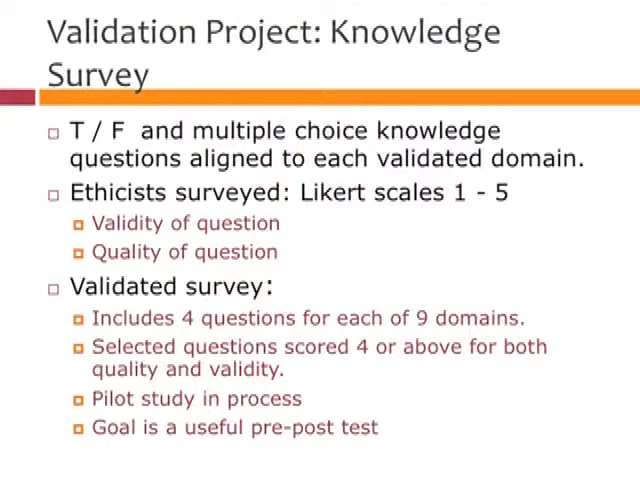 Validation Project: Knowledge
Survey
T / F and multiple choice knowledge
questions aligned to each validated domain.
Ethicists surveyed: Likert scales 1 - 5
Validity of question
Quality of question
Validated survey:
Includes 4 questions for each of 9 domains.
Selected questions scored 4 or above for both
quality and validity.
Pilot study in process
Goal is a useful pre-post test